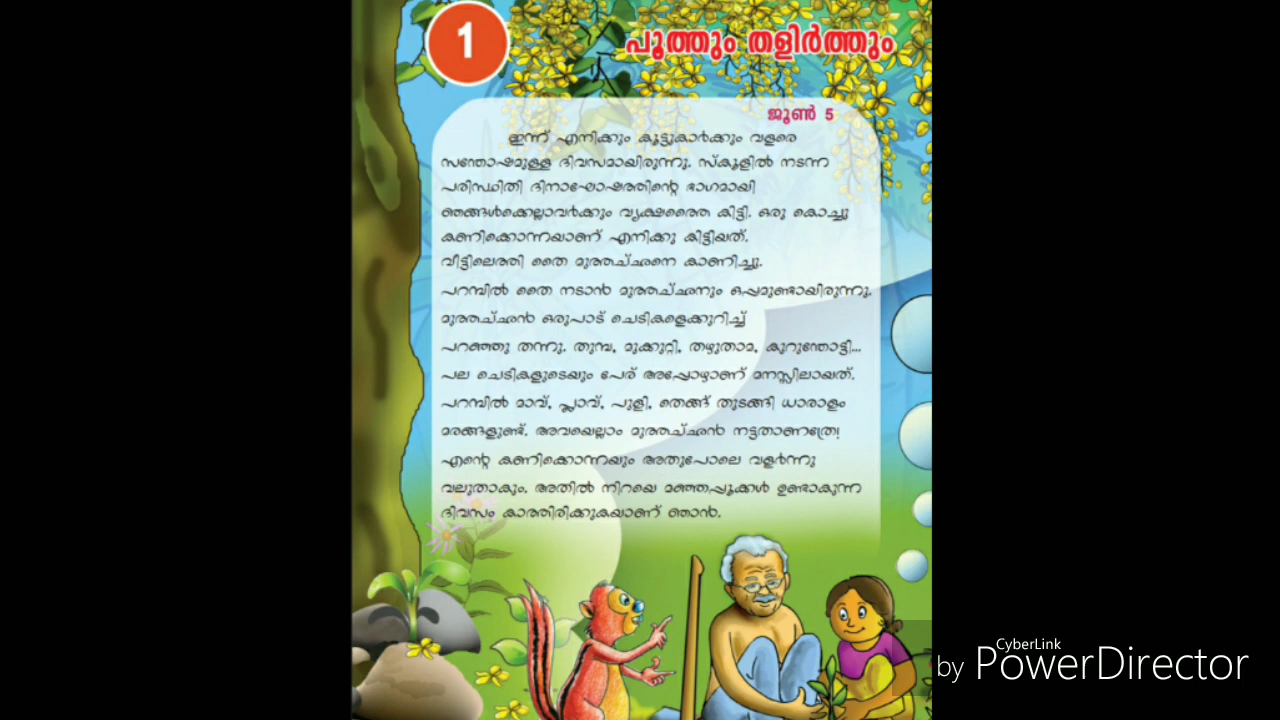 1
പൂത്തും തളിർത്തും
ജൂൺ 5
ഇന്ന് എനിക്കും കൂട്ടുകാർക്കും വളരെ
സന്തോഷമുള്ള ദിവസമായിരുന്നു. സ്കൂളിൽ നടന്ന
പരിസ്ഥിതി ദിനാഘോഷത്തിന്റെ ഭാഗമായി
ഞങ്ങൾക്കെല്ലാവർക്കും വൃക്ഷത്തൈ കിട്ടി. ഒരു കൊച്ചു
കണിക്കൊന്നയാണ് എനിക്കു കിട്ടിയത്.
വീട്ടിലെത്തി തൈ മുത്തച്ഛനെ കാണിച്ചു.
പറമ്പിൽ തൈ നടാൻ മുത്തച്ഛനും ഒപ്പമുണ്ടായിരുന്നു.
മുത്തച്ഛൻ ഒരുപാട് ചെടികളെക്കുറിച്ച്
പറഞ്ഞു തന്നു. തുമ്പ, മുക്കുറ്റി, തഴുതാമ, കുറുന്തോട്ടി...
പല ചെടികളുടെയും പേര് അപ്പോഴാണ് മനസ്സിലായത്.
പറമ്പിൽ മാവ്, പ്ലാവ്, പുളി, തെങ്ങ് തുടങ്ങി ധാരാളം
മരങ്ങളുണ്ട്. അവയെല്ലാം മുത്തച്ഛൻ നട്ടതാണത്രേ!
എന്റെ കണിക്കൊന്നയും അതുപോലെ വളർന്നു
വലുതാകും. അതിൽ നിറയെ മഞ്ഞപ്പൂക്കൾ ഉണ്ടാകുന്ന
ദിവസം കാത്തിരിക്കുകയാണ് ഞാൻ.
CyberLink
by PowerDirector